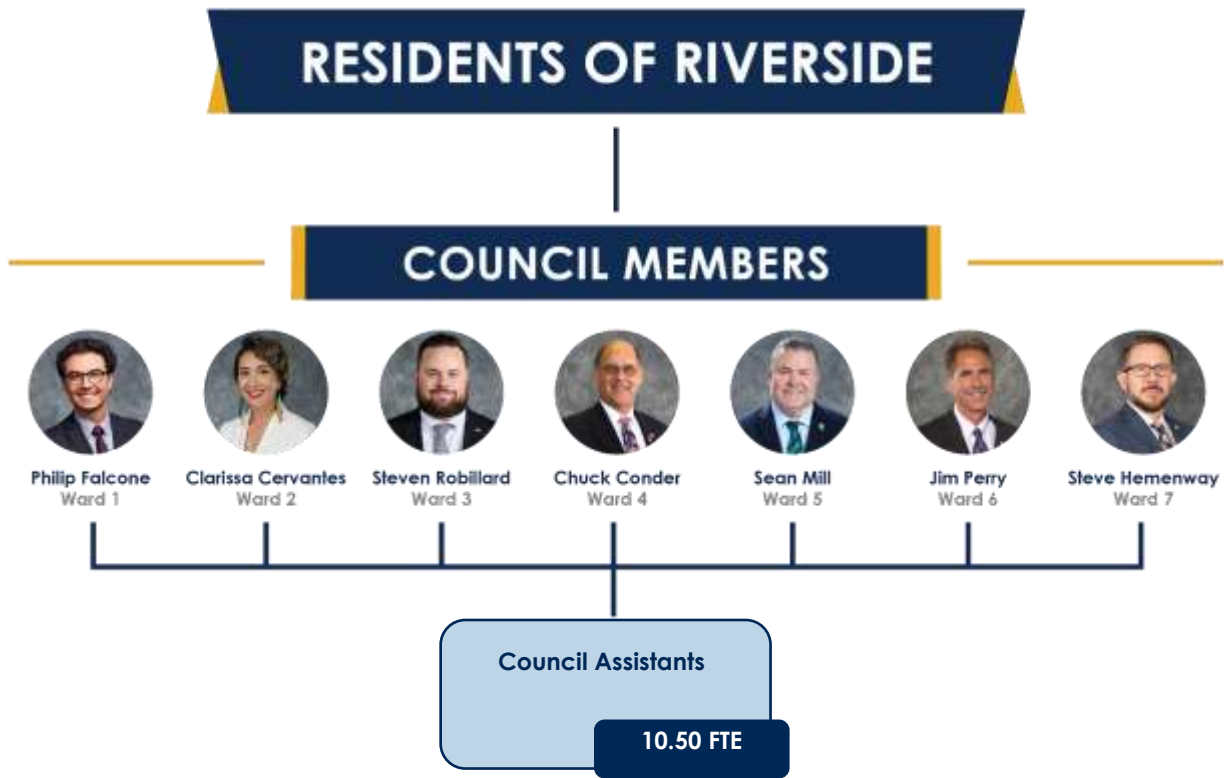 RESIDENTS OF RIVERSIDE
COUNCIL MEMBERS
Philip Falcone
Ward 1
Clarissa Cervantes
Ward 2
Steven Robillard
Ward 3
Chuck Conder
Ward 4
Sean Mill
Ward 5
Jim Perry
Ward 6
Steve Hemenway
Ward 7
Council Assistants
10.50 FTE